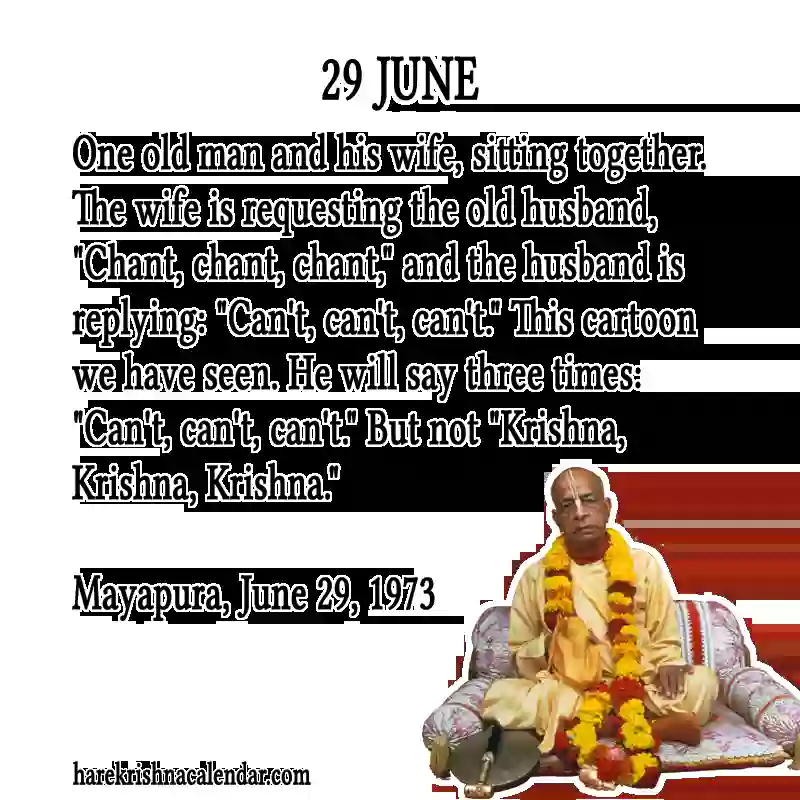 29 JUNE
One old man and his wife, sitting together.
The wife is requesting the old husband,
"Chant, chant, chant," and the husband is
replying: "Can't, can't, can't." This cartoon
we have seen. He will say three times:
"Can't, can't, can't." But not "Krishna,
Krishna, Krishna."
Mayapura, June 29, 1973
harekrishnacalendar.com